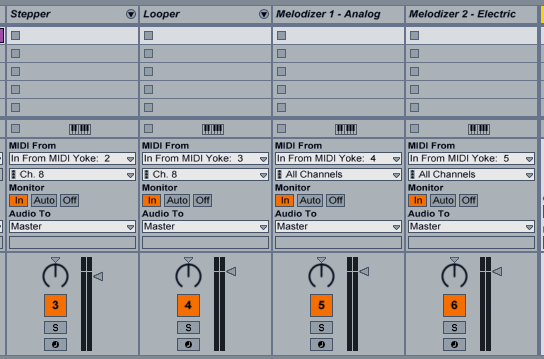 Stepper Looper Melodizer 1 - Analog Melodizer 2 - Electric
MIDI From MIDI From MIDI From MIDI From
In From MIDI Yoke: 2 In From MIDI Yoke: 3 In From MIDI Yoke: 4 In From MIDI Yoke: 5
Ch. 8 Ch. 8 All Channels All Channels
Monitor Monitor Monitor Monitor
In Auto Off In Auto Off In Auto Off In Auto Off
Audio To Audio To Audio To Audio To
Master Master Master Master
3 4 5 6
S S S S